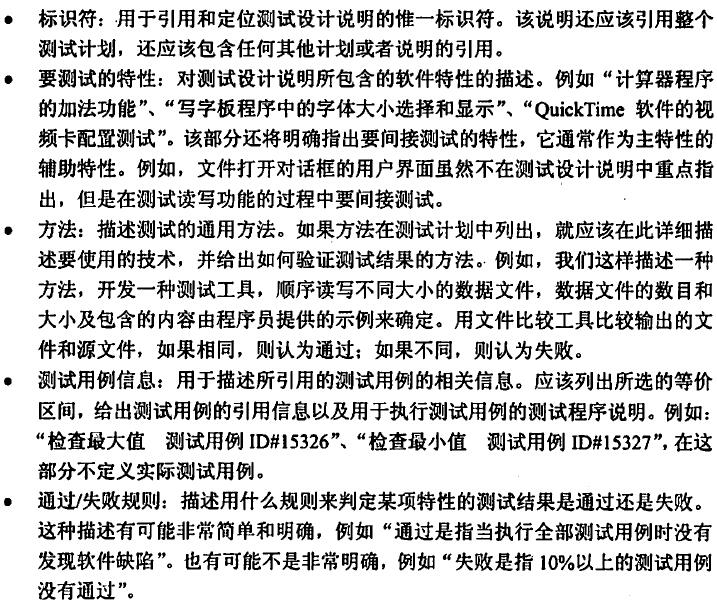 • 标识符：用于引用和定位测试设计说明的惟一标识符。该说明还应该引用整个
测试计划，还应该包含任何其他计划或者说明的引用。
• 要测试的特性：对测试设计说明所包含的软件特性的描述。例如“计算器程序
的加法功能”、“写字板程序中的字体大小选择和显示”、“QuickTime 软件的视
频卡配置测试”。该部分还将明确指出要间接测试的特性，它通常作为主特性的
辅助特性。例如，文件打开对话框的用户界面虽然不在测试设计说明中重点指
出，但是在测试读写功能的过程中要间接测试。
• 方法：描述测试的通用方法。如果方法在测试计划中列出，就应该在此详细描
述要使用的技术，并给出如何验证测试结果的方法。例如，我们这样描述一种
方法，开发一种测试工具，顺序读写不同大小的数据文件，数据文件的数目和
大小及包含的内容由程序员提供的示例来确定。用文件比较工具比较输出的文
件和源文件，如果相同，则认为通过；如果不同，则认为失败。
• 测试用例信息：用于描述所引用的测试用例的相关信息。应该列出所选的等价
区间，给出测试用例的引用信息以及用于执行测试用例的测试程序说明。例如：
“检查最大值　测试用例 ID#15326”、“检查最小值　测试用例 ID#15327”，在这
部分不定义实际测试用例。
• 通过/失败规则：描述用什么规则来判定某项特性的测试结果是通过还是失败。
这种描述有可能非常简单和明确，例如“通过是指当执行全部测试用例时没有
发现软件缺陷”。也有可能不是非常明确，例如“失败是指 10%以上的测试用例
没有通过”。